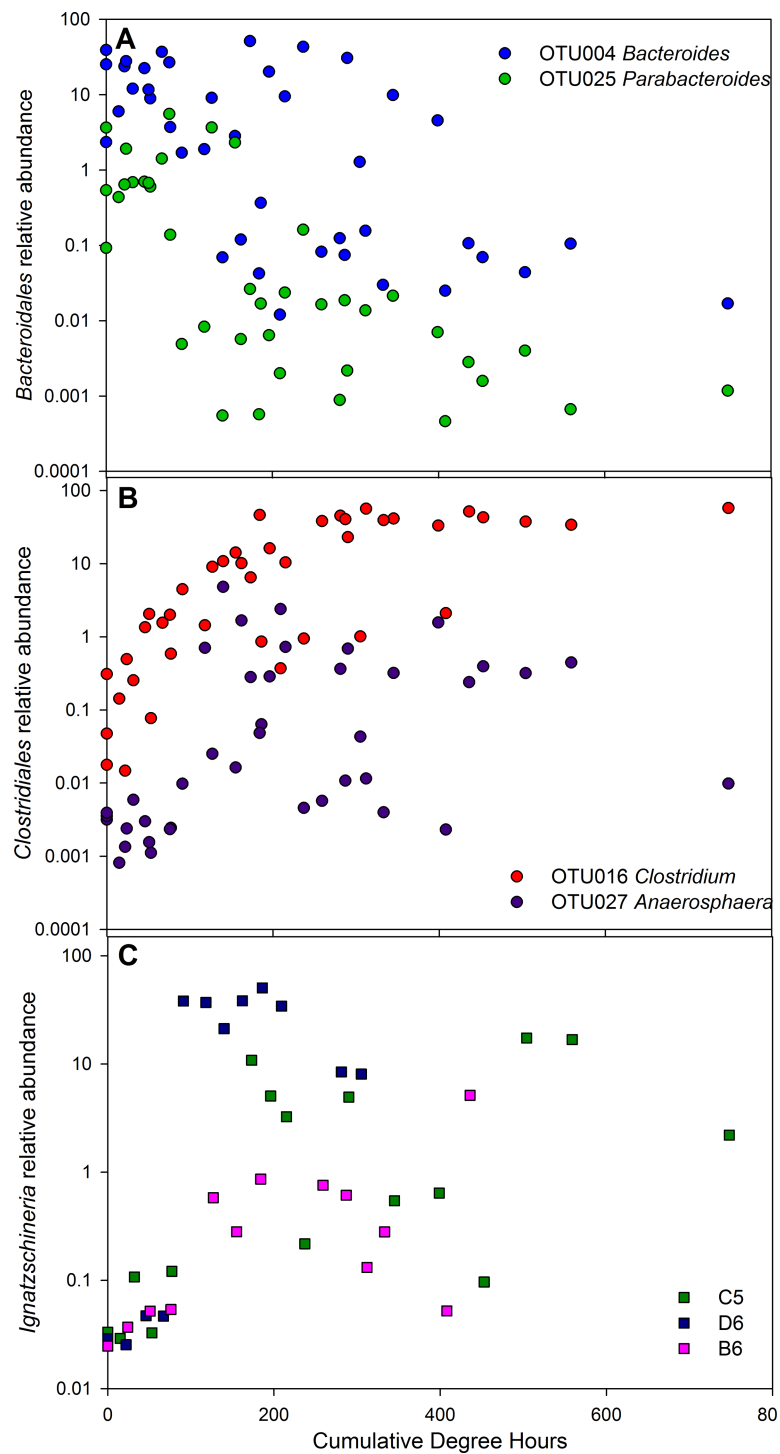 100
A
OTU004 Bacteroides
OTU025 Parabacteroides
10
1
0.1
0.01
0.001
0.0001
Bacteroidales relative abundance
100
B
10
1
0.1
0.01
0.001
0.0001
Clostridiales relative abundance
OTU016 Clostridium
OTU027 Anaerosphaera
100
C
10
1
0.1
0.01
Ignatzschineria relative abundance
C5
D6
B6
0 200 400 600 80
Cumulative Degree Hours